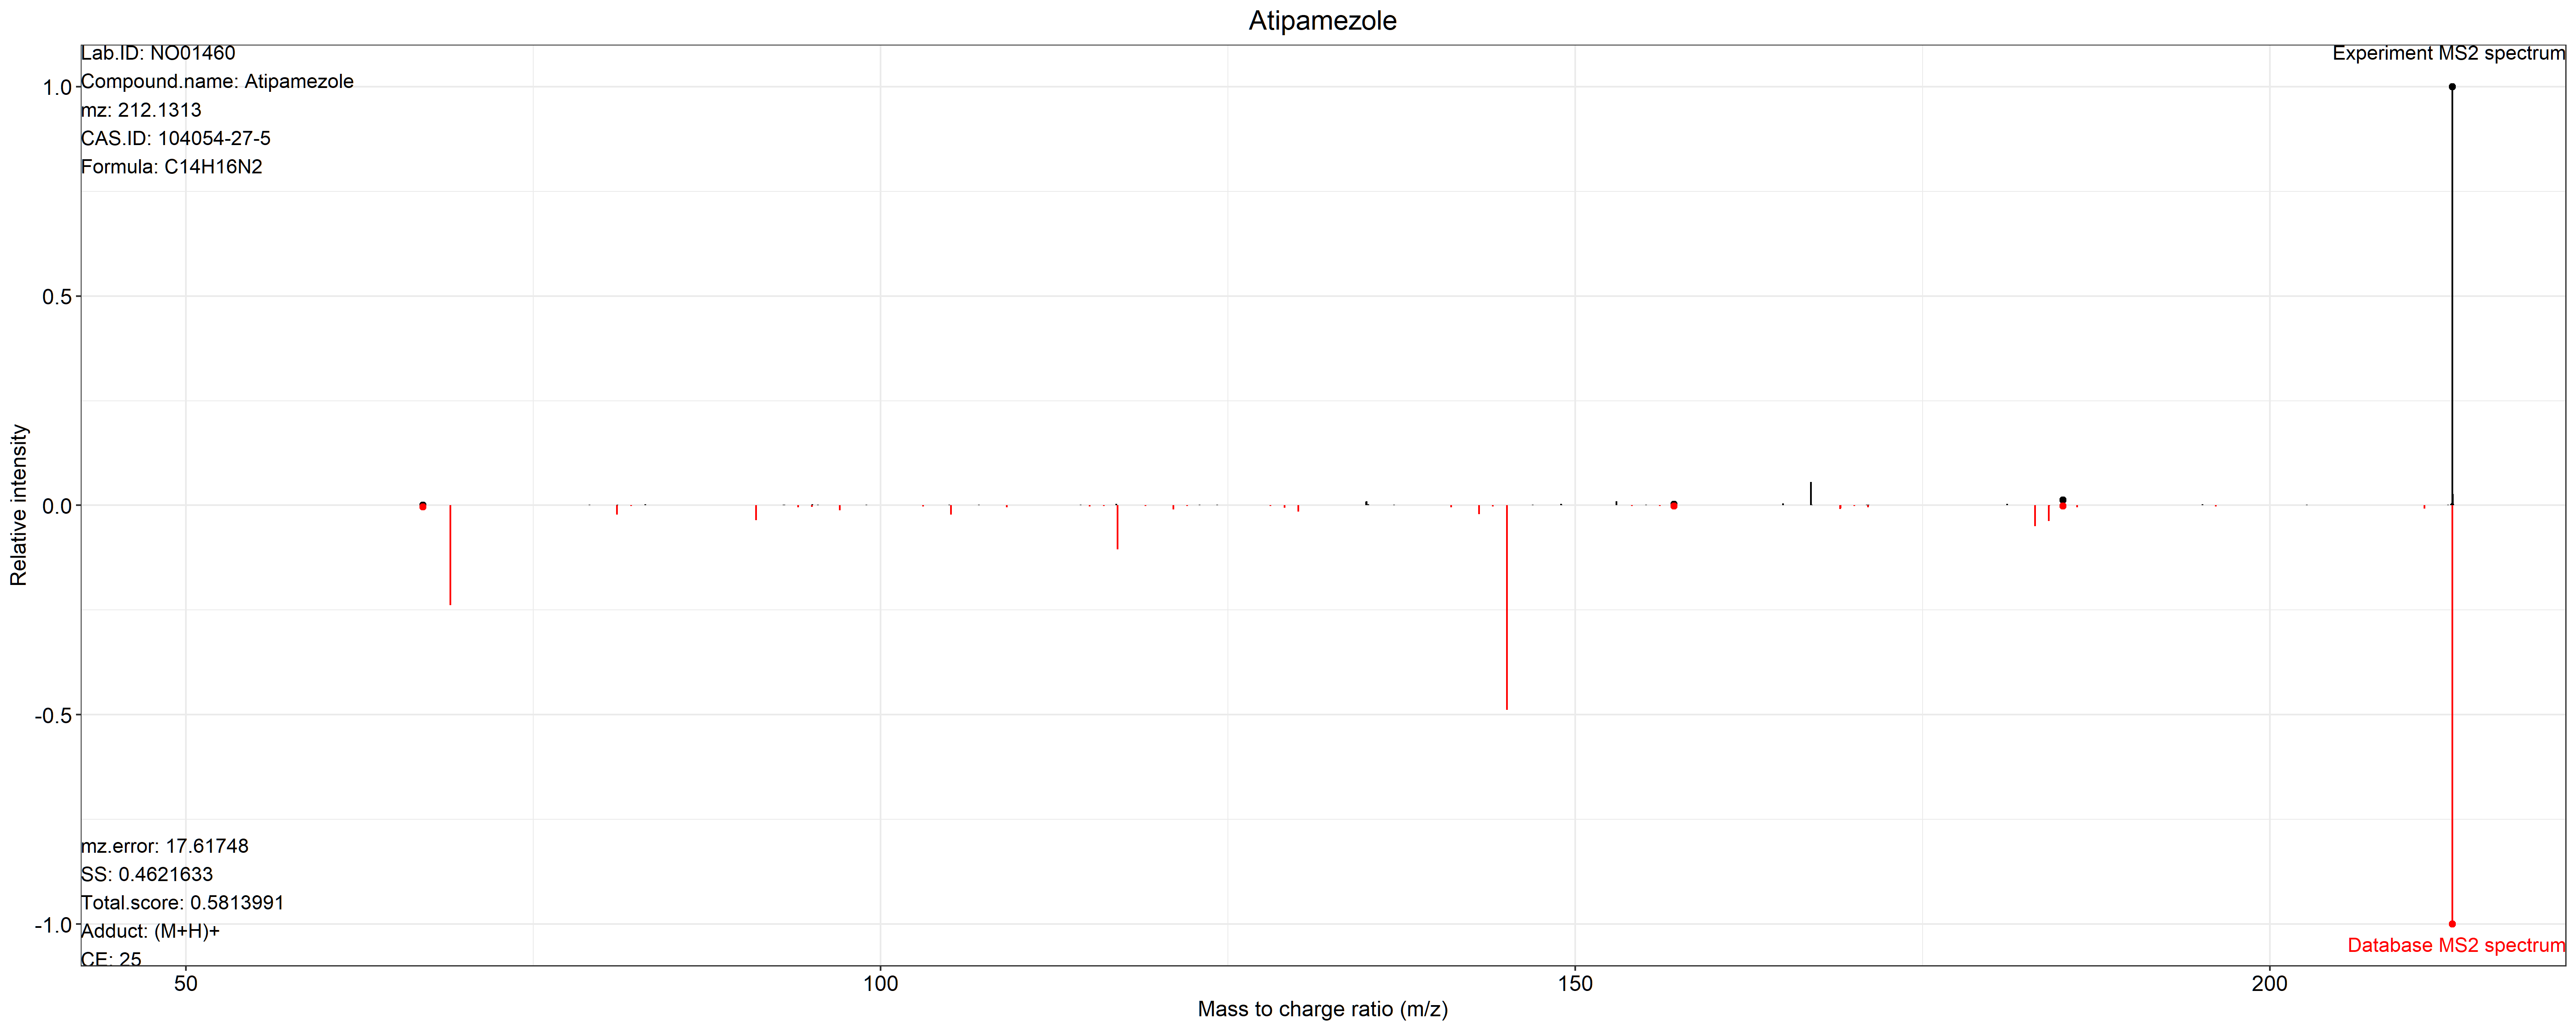 Atipamezole
Lab.ID: NO01460
Experiment MS2 spectrum
Compound.name: Atipamezole
mz: 212.1313
CAS.ID: 104054-27-5
Formula: C14H16N2
1.0
0.5
0.0
-0.5
-1.0
Relative intensity
mz.error: 17.61748
SS: 0.4621633
Total.score: 0.5813991
Adduct: (M+H)+
CE: 25
Database MS2 spectrum
50
100
150
200
Mass to charge ratio (m/z)